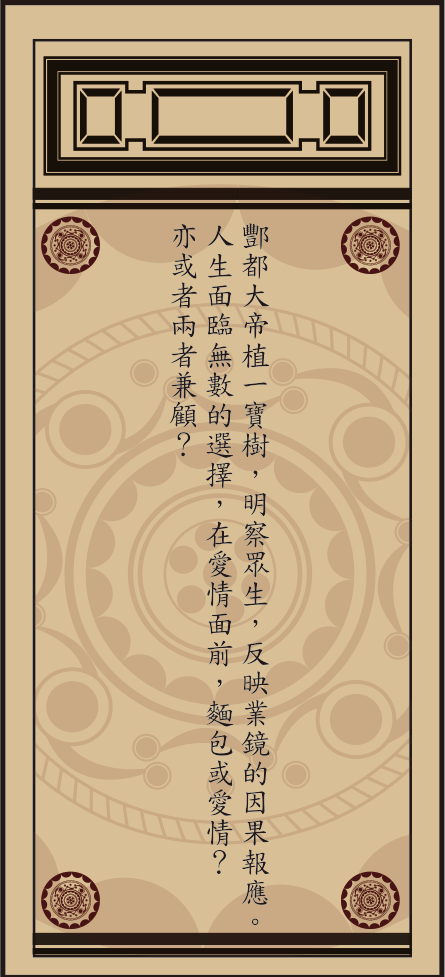 酆都大帝植一寶樹，明察眾生，反映業鏡的因果報應。
人生面臨無數的選擇，在愛情面前，麵包或愛情？
亦或者兩者兼顧？